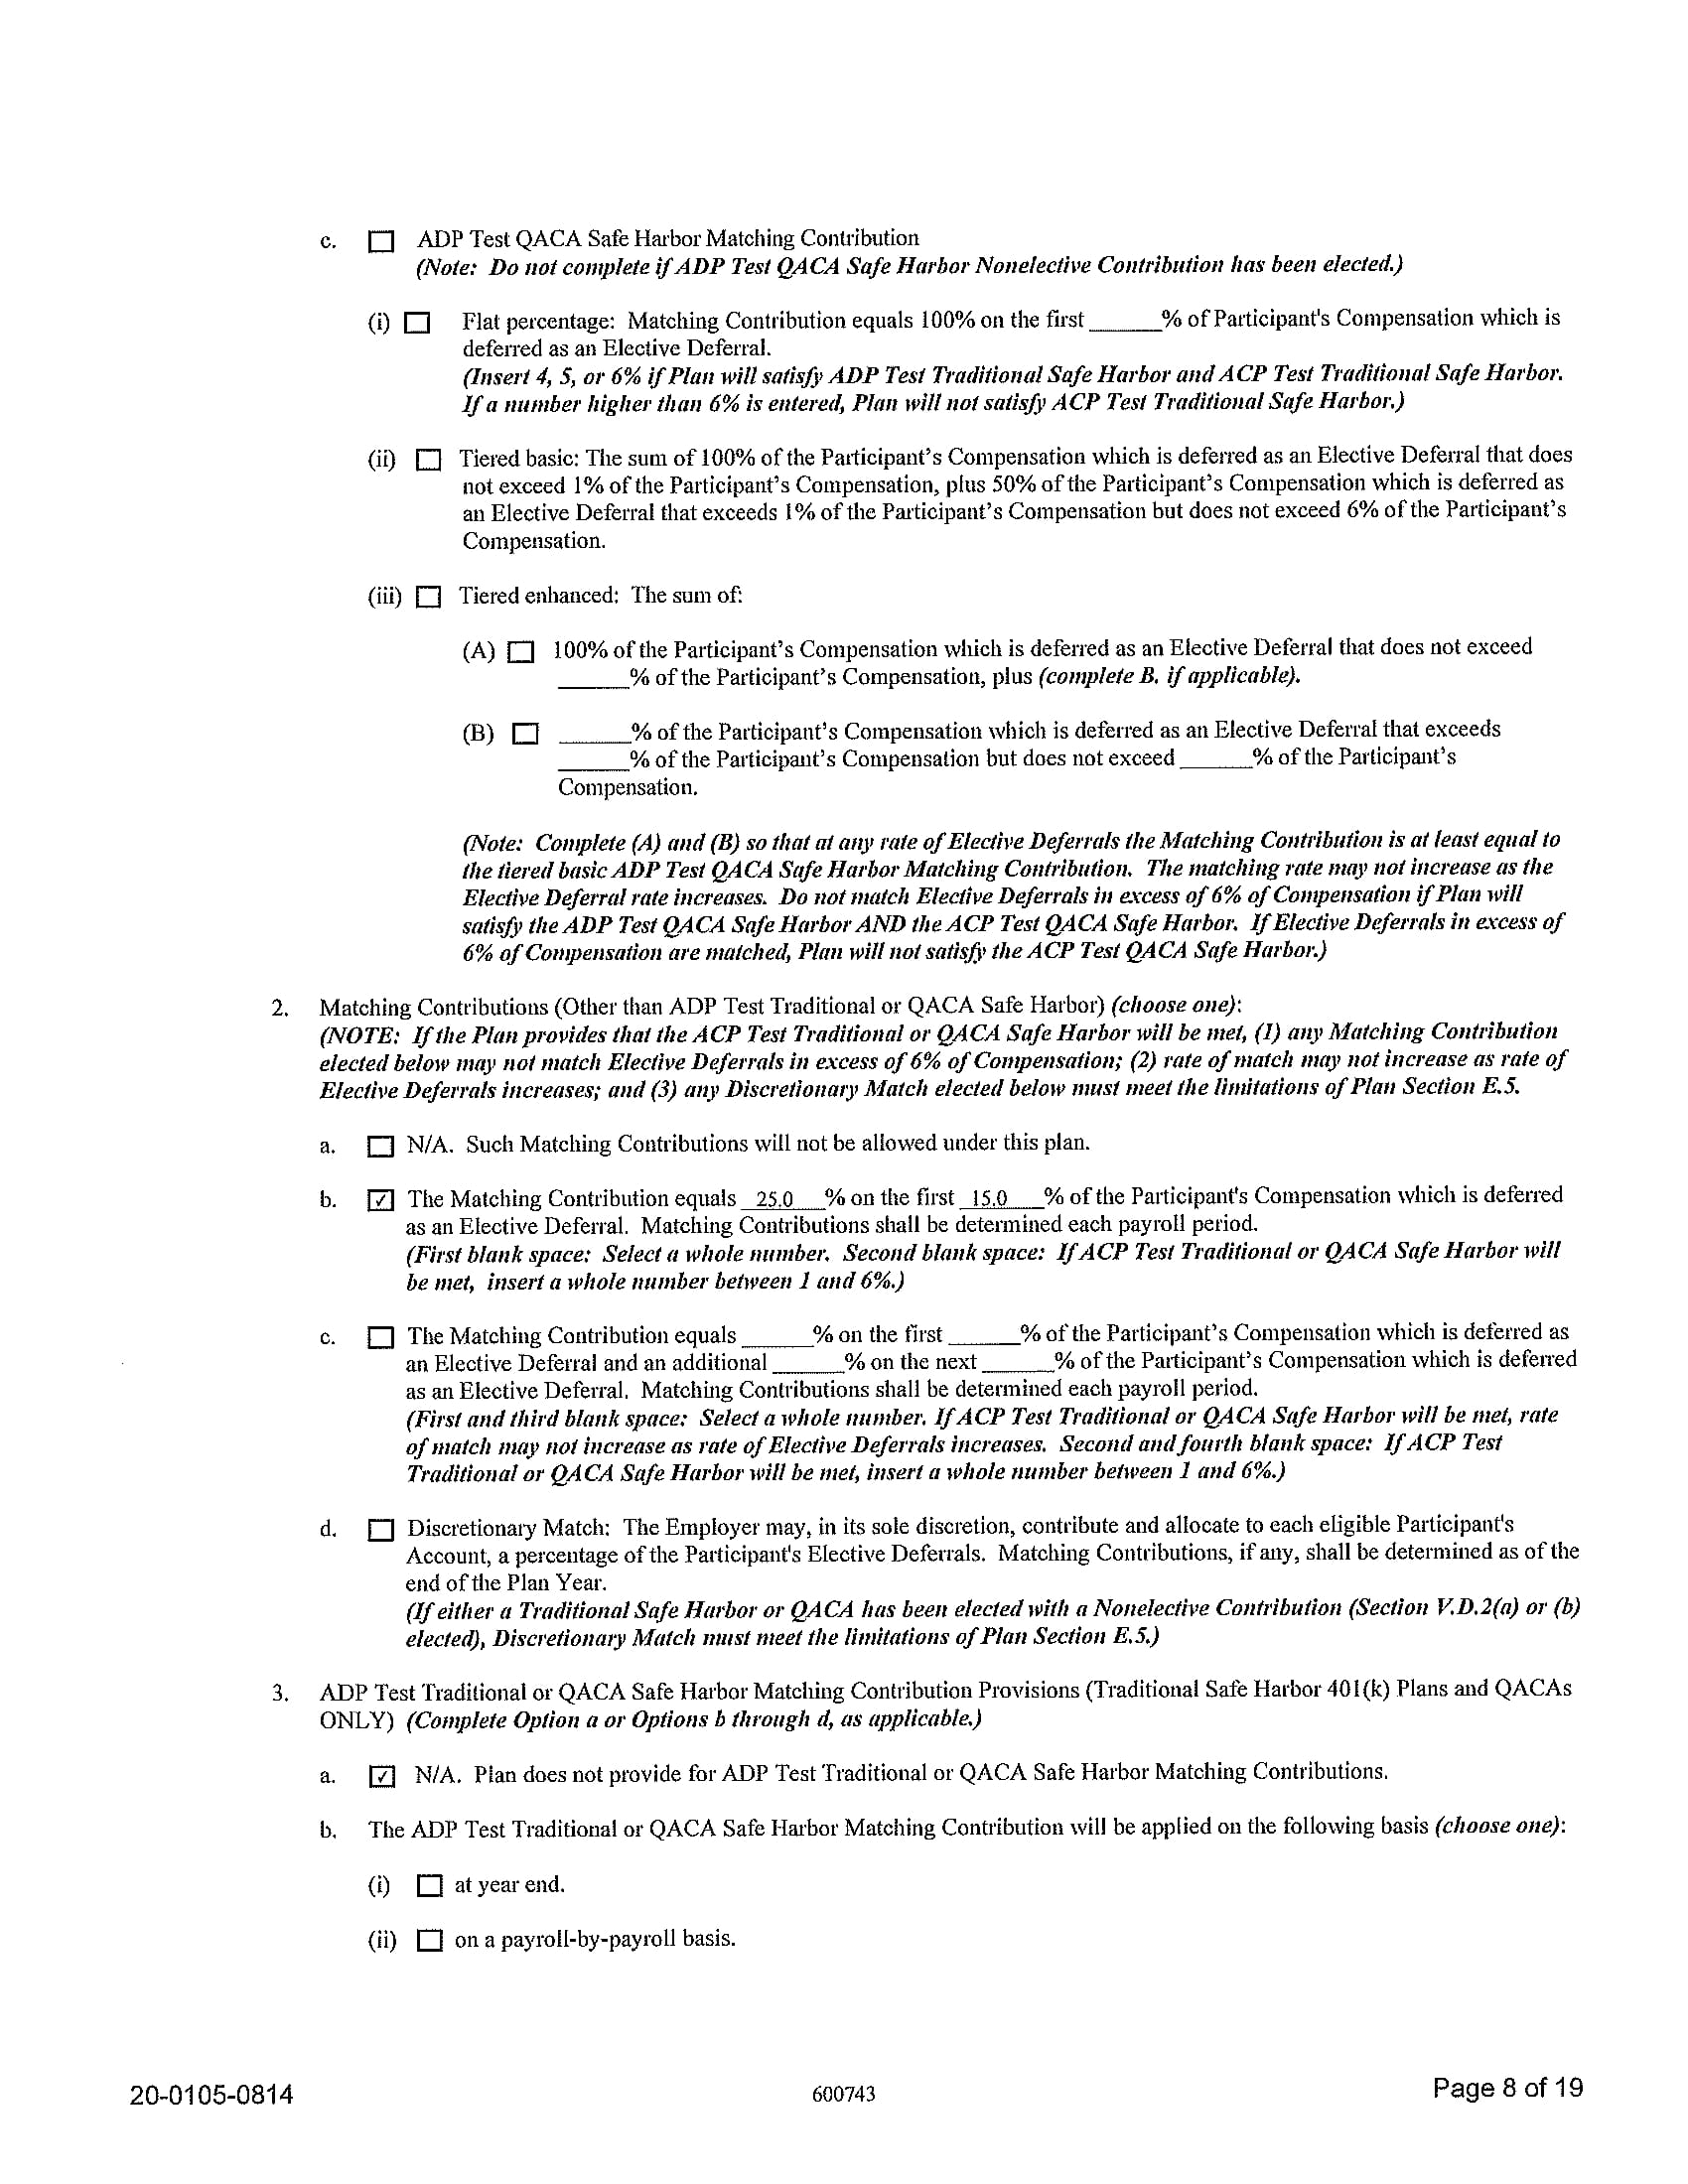 c. ☐ ADP Test QACA Safe Harbor Matching Contribution
(Note: Do not complete if ADP Test QACA Safe Harbor Nonelective Contribution has been elected.)
(i) ☐ Flat percentage: Matching Contribution equals 100% on the first ______% of Participant's Compensation which is
deferred as an Elective Deferral.
(Insert 4, 5, or 6% if Plan will satisfy ADP Test Traditional Safe Harbor and ACP Test Traditional Safe Harbor.
If a number higher than 6% is entered, Plan will not satisfy ACP Test Traditional Safe Harbor.)
(ii) ☐ Tiered basic: The sum of 100% of the Participant's Compensation which is deferred as an Elective Deferral that does
not exceed 1% of the Participant's Compensation, plus 50% of the Participant's Compensation which is deferred as
an Elective Deferral that exceeds 1% of the Participant's Compensation but does not exceed 6% of the Participant's
Compensation.
(iii) ☐ Tiered enhanced: The sum of:
(A) ☐ 100% of the Participant's Compensation which is deferred as an Elective Deferral that does not exceed
______% of the Participant's Compensation, plus (complete B. if applicable).
(B) ☐ ______% of the Participant's Compensation which is deferred as an Elective Deferral that exceeds
______% of the Participant's Compensation but does not exceed ______% of the Participant's
Compensation.
(Note: Complete (A) and (B) so that at any rate of Elective Deferrals the Matching Contribution is at least equal to
the tiered basic ADP Test QACA Safe Harbor Matching Contribution. The matching rate may not increase as the
Elective Deferral rate increases. Do not match Elective Deferrals in excess of 6% of Compensation if Plan will
satisfy the ADP Test QACA Safe Harbor AND the ACP Test QACA Safe Harbor. If Elective Deferrals in excess of
6% of Compensation are matched, Plan will not satisfy the ACP Test QACA Safe Harbor.)
2. Matching Contributions (Other than ADP Test Traditional or QACA Safe Harbor) (choose one):
(NOTE: If the Plan provides that the ACP Test Traditional or QACA Safe Harbor will be met, (1) any Matching Contribution
elected below may not match Elective Deferrals in excess of 6% of Compensation; (2) rate of match may not increase as rate of
Elective Deferrals increases; and (3) any Discretionary Match elected below must meet the limitations of Plan Section E.5.
a. ☐ N/A. Such Matching Contributions will not be allowed under this plan.
b. ☑ The Matching Contribution equals 25.0 % on the first 15.0 % of the Participant's Compensation which is deferred
as an Elective Deferral. Matching Contributions shall be determined each payroll period.
(First blank space: Select a whole number. Second blank space: If ACP Test Traditional or QACA Safe Harbor will
be met, insert a whole number between 1 and 6%.)
c. ☐ The Matching Contribution equals ______% on the first ______% of the Participant's Compensation which is deferred as
an Elective Deferral and an additional ______% on the next ______% of the Participant's Compensation which is deferred
as an Elective Deferral. Matching Contributions shall be determined each payroll period.
(First and third blank space: Select a whole number. If ACP Test Traditional or QACA Safe Harbor will be met, rate
of match may not increase as rate of Elective Deferrals increases. Second and fourth blank space: If ACP Test
Traditional or QACA Safe Harbor will be met, insert a whole number between 1 and 6%.)
d. ☐ Discretionary Match: The Employer may, in its sole discretion, contribute and allocate to each eligible Participant's
Account, a percentage of the Participant's Elective Deferrals. Matching Contributions, if any, shall be determined as of the
end of the Plan Year.
(If either a Traditional Safe Harbor or QACA has been elected with a Nonelective Contribution (Section V.D.2(a) or (b)
elected), Discretionary Match must meet the limitations of Plan Section E.5.)
3. ADP Test Traditional or QACA Safe Harbor Matching Contribution Provisions (Traditional Safe Harbor 401(k) Plans and QACAs
ONLY) (Complete Option a or Options b through d, as applicable.)
a. ☑ N/A. Plan does not provide for ADP Test Traditional or QACA Safe Harbor Matching Contributions.
b. The ADP Test Traditional or QACA Safe Harbor Matching Contribution will be applied on the following basis (choose one):
(i) ☐ at year end.
(ii) ☐ on a payroll-by-payroll basis.
20-0105-0814 600743 Page 8 of 19